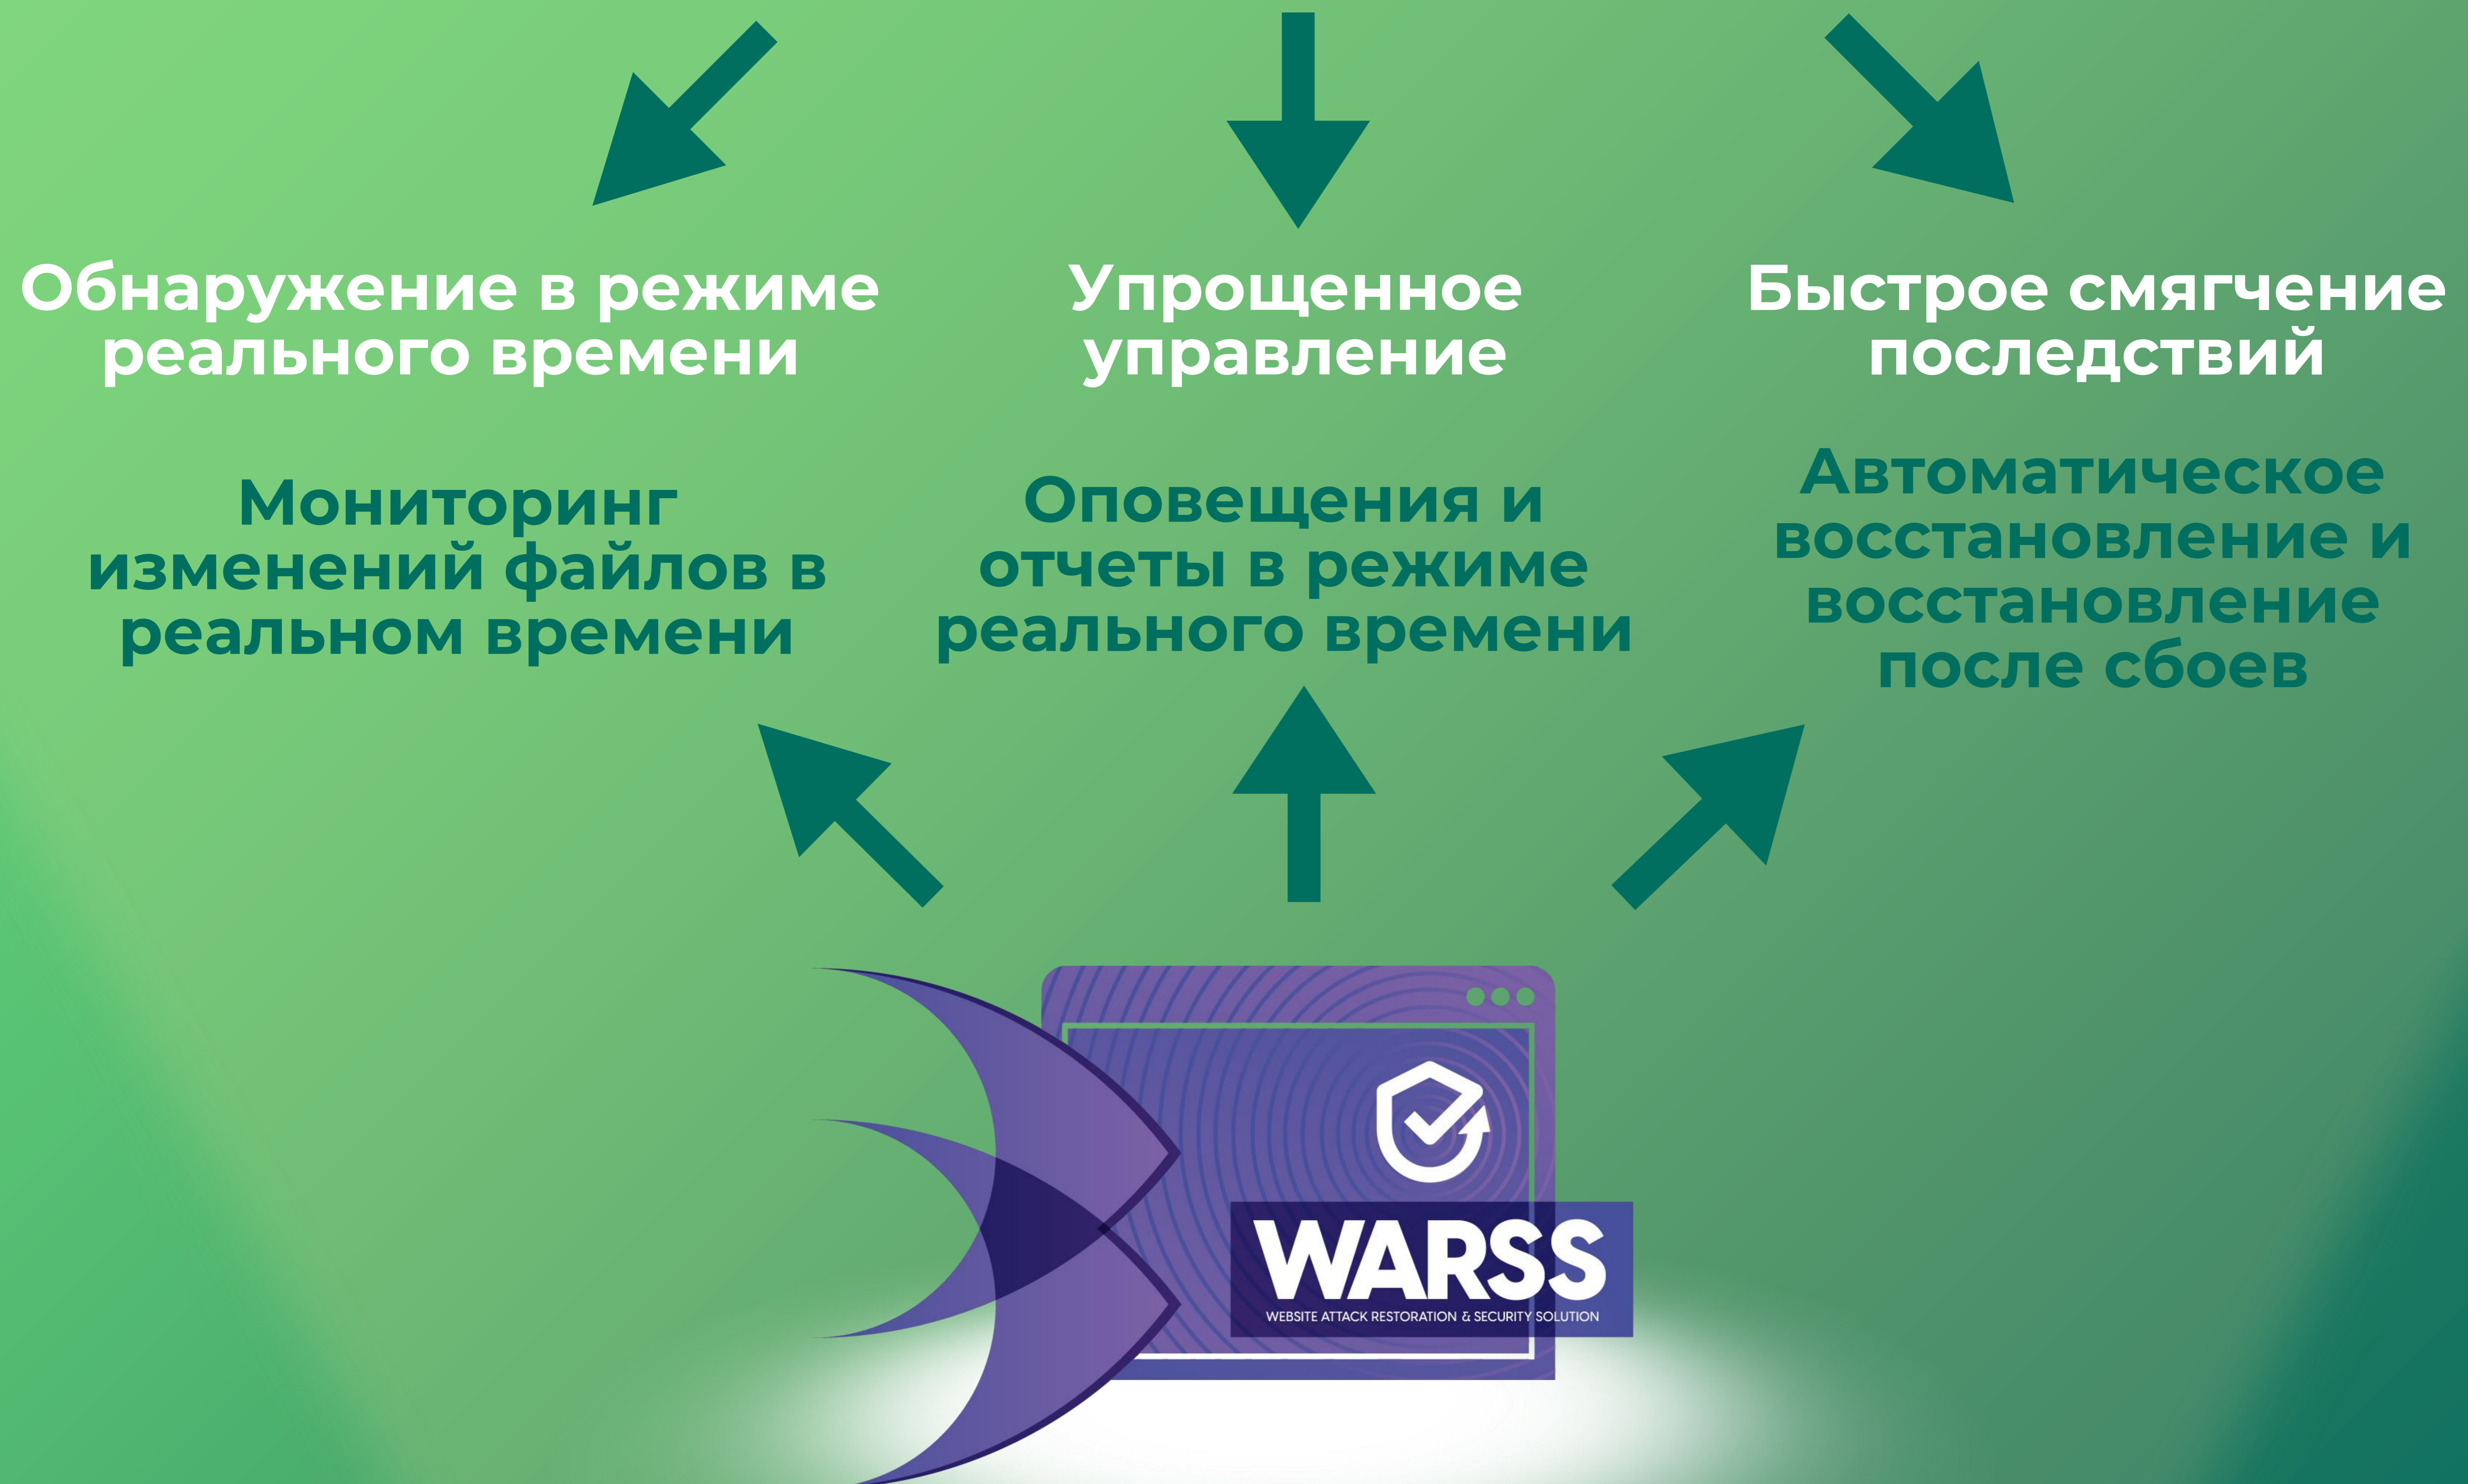 Обнаружение в режиме
реального времени
Упрощенное
управление
Быстрое смягчение
последствий
Мониторинг
изменений файлов в
реальном времени
Оповещения и
отчеты в режиме
реального времени
Автоматическое
восстановление и
восстановление
после сбоев
WARSS
WEBSITE ATTACK RESTORATION & SECURITY SOLUTION